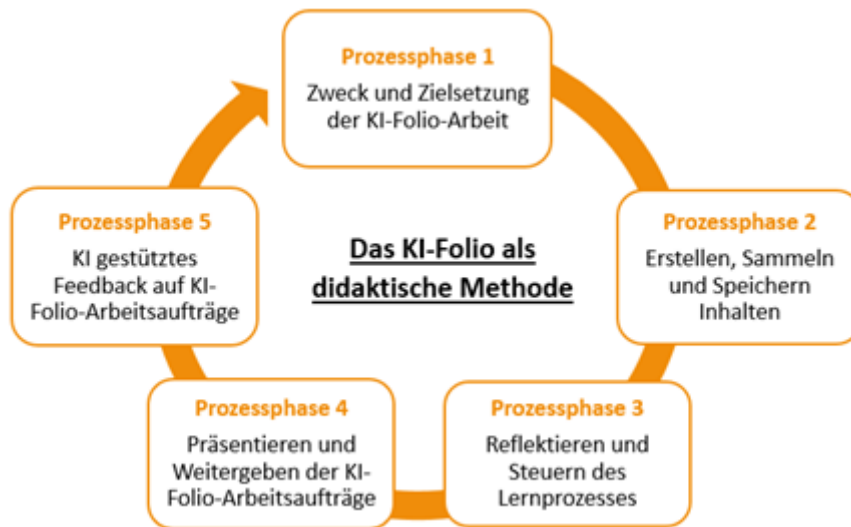 Prozessphase 1
Zweck und Zielsetzung
der KI-Folio-Arbeit
Prozessphase 2
Erstellen, Sammeln
und Speichern
Inhalten
Prozessphase 3
Reflektieren und
Steuern des
Lernprozesses
Prozessphase 4
Präsentieren und
Weitergeben der KI-
Folio-Arbeitsaufträge
Prozessphase 5
KI gestütztes
Feedback auf KI-
Folio-Arbeitsaufträge
Das KI-Folio als
didaktische Methode